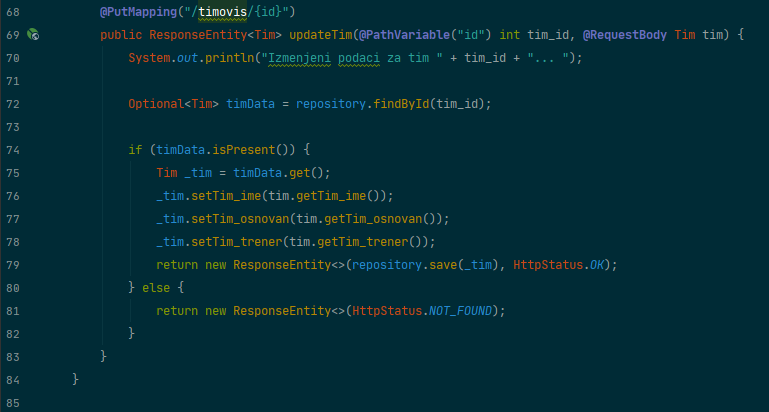 68 @PutMapping("/timovis/{id}")
69 public ResponseEntity<Tim> updateTim(@PathVariable("id") int tim_id, @RequestBody Tim tim) {
70 System.out.println("Izmenjeni podaci za tim " + tim_id + "... ");
71
72 Optional<Tim> timData = repository.findById(tim_id);
73
74 if (timData.isPresent()) {
75 Tim _tim = timData.get();
76 _tim.setTim_ime(tim.getTim_ime());
77 _tim.setTim_osnovan(tim.getTim_osnovan());
78 _tim.setTim_trener(tim.getTim_trener());
79 return new ResponseEntity<>(repository.save(_tim), HttpStatus.OK);
80 } else {
81 return new ResponseEntity<>(HttpStatus.NOT_FOUND);
82 }
83 }
84 }
85